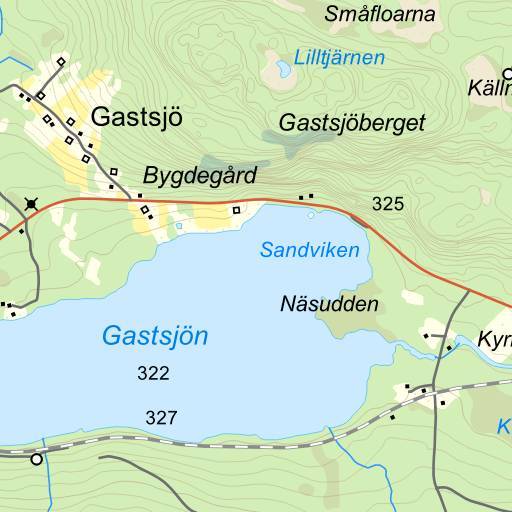 Småfloarna
Lilltjärnen
Gastsjö
Gastsjöberget
Bygdegård
325
Sandviken
Näsudden
Gastsjön
322
327